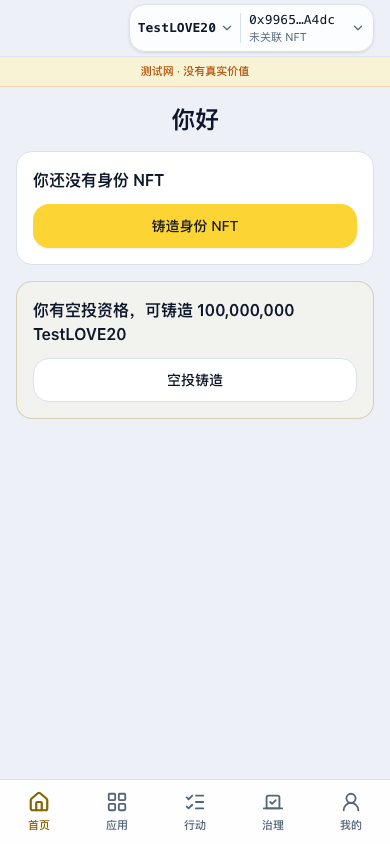 TestLOVE20
0x9965…A4dc
未关联 NFT
测试网 · 没有真实价值
你好
你还没有身份 NFT
铸造身份 NFT
你有空投资格，可铸造 100,000,000
TestLOVE20
空投铸造
首页
应用
行动
治理
我的